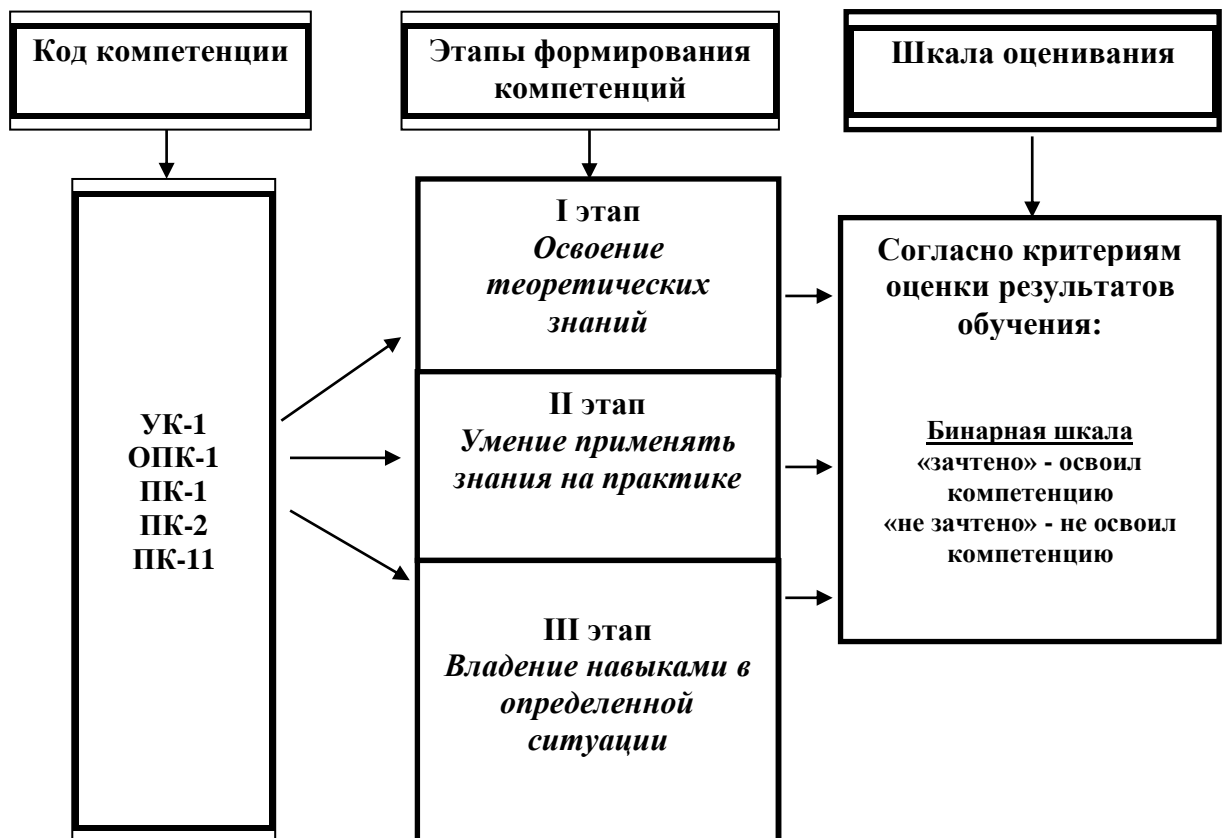 Код компетенции
Этапы формирования
компетенций
Шкала оценивания
УК-1
ОПК-1
ПК-1
ПК-2
ПК-11
I этап
Освоение
теоретических
знаний
II этап
Умение применять
знания на практике
III этап
Владение навыками в
определенной
ситуации
Согласно критериям
оценки результатов
обучения:
Бинарная шкала
«зачтено» - освоил
компетенцию
«не зачтено» - не освоил
компетенцию